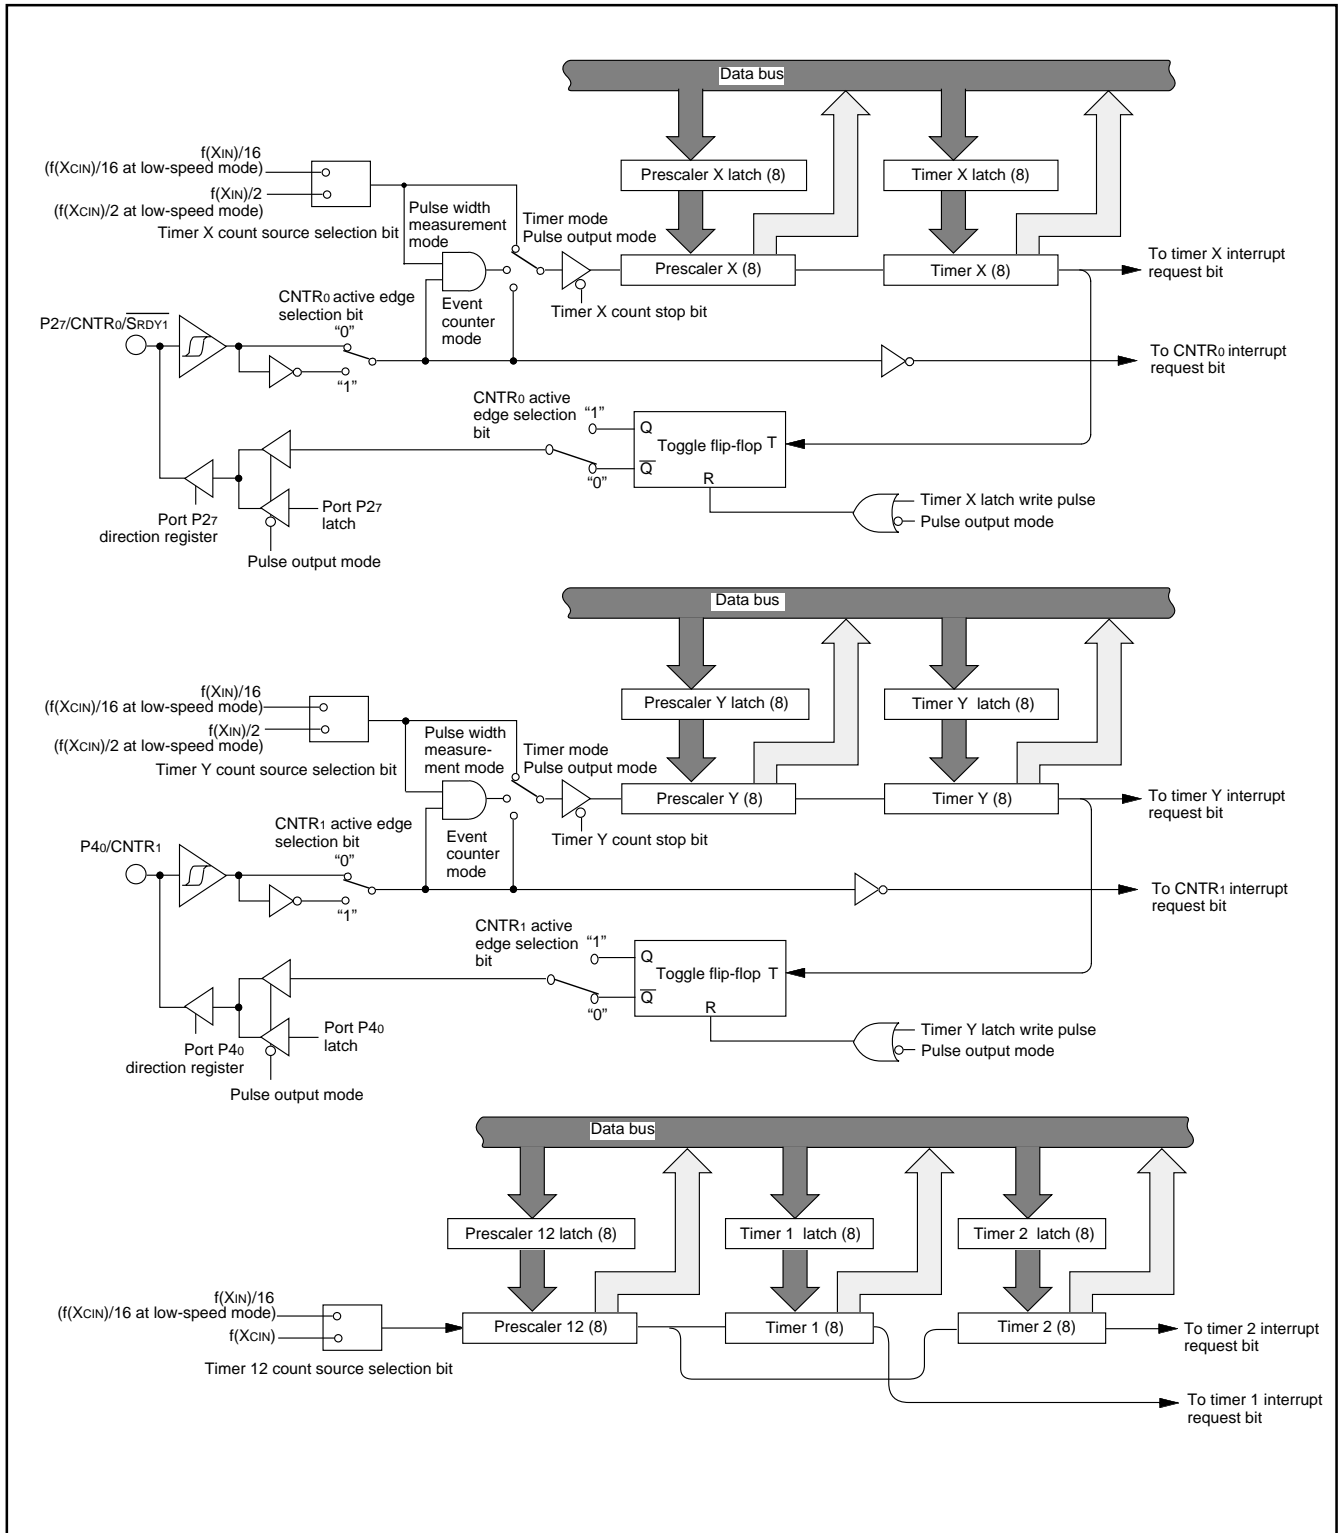 Data bus
f(XIN)/16
(f(XCIN)/16 at low-speed mode)
f(XIN)/2
(f(XCIN)/2 at low-speed mode)
Timer X count source selection bit
Prescaler X latch (8)
Timer X latch (8)
Pulse width
measurement
mode
Timer mode
Pulse output mode
Prescaler X (8)
Timer X (8)
To timer X interrupt
request bit
Timer X count stop bit
CNTR0 active edge
selection bit
Event
counter
mode
P27/CNTR0/SRDY1
“0”
“1”
To CNTR0 interrupt
request bit
CNTR0 active
edge selection
bit
“1”
“0”
Q
Q
Toggle flip-flop
T
R
Timer X latch write pulse
Pulse output mode
Port P27
latch
Port P27
direction register
Pulse output mode
Data bus
f(XIN)/16
(f(XCIN)/16 at low-speed mode)
f(XIN)/2
(f(XCIN)/2 at low-speed mode)
Timer Y count source selection bit
Prescaler Y latch (8)
Timer Y latch (8)
Pulse width
measure-
ment mode
Timer mode
Pulse output mode
Prescaler Y (8)
Timer Y (8)
To timer Y interrupt
request bit
Timer Y count stop bit
CNTR1 active edge
selection bit
Event
counter
mode
P40/CNTR1
“0”
“1”
To CNTR1 interrupt
request bit
CNTR1 active
edge selection
bit
“1”
“0”
Q
Q
Toggle flip-flop
T
R
Timer Y latch write pulse
Pulse output mode
Port P40
latch
Port P40
direction register
Pulse output mode
Data bus
Prescaler 12 latch (8)
Timer 1 latch (8)
Timer 2 latch (8)
f(XIN)/16
(f(XCIN)/16 at low-speed mode)
f(XCIN)
Timer 12 count source selection bit
Prescaler 12 (8)
Timer 1 (8)
Timer 2 (8)
To timer 2 interrupt
request bit
To timer 1 interrupt
request bit